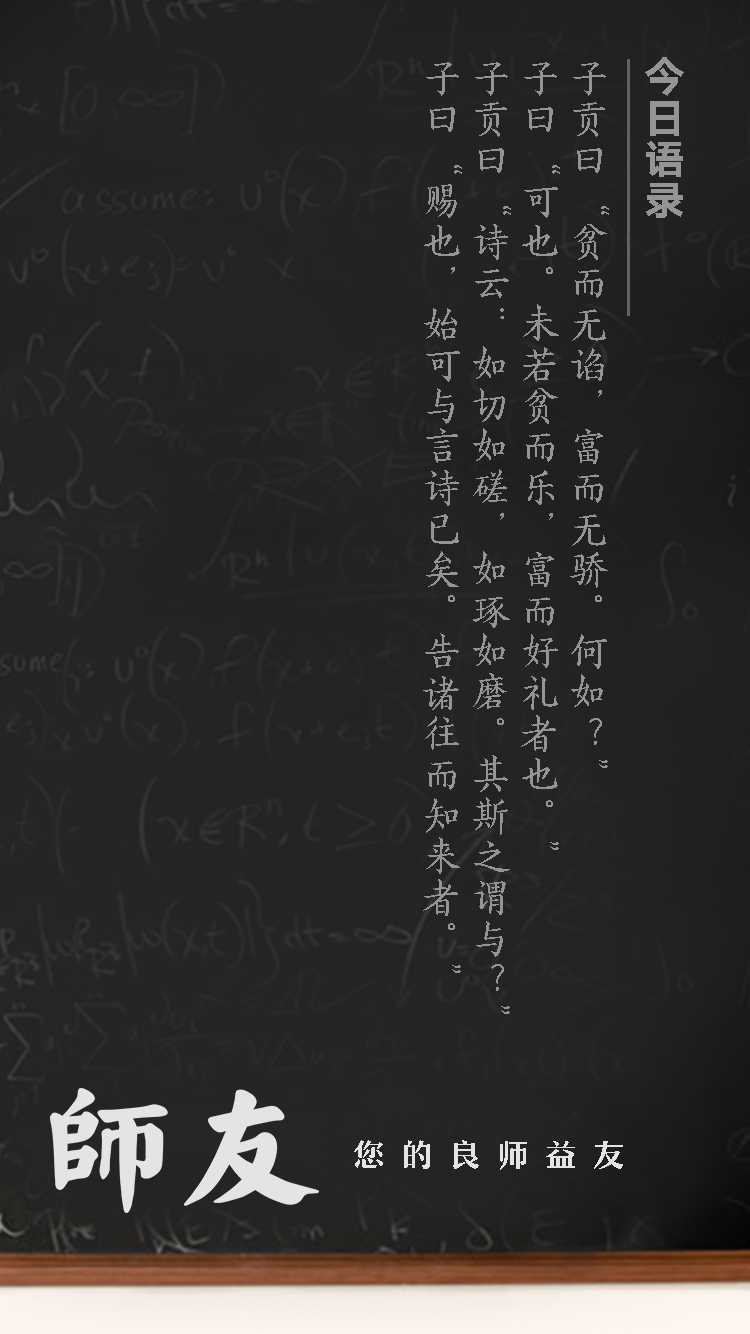 今日语录
子贡曰：“贫而无谄，富而无骄。何如？”
子曰：“可也。未若贫而乐，富而好礼者也。”
子贡曰：“诗云：如切如磋，如琢如磨。其斯之谓与？”
子曰：“赐也，始可与言诗已矣。告诸往而知来者。”
師友
您的良师益友